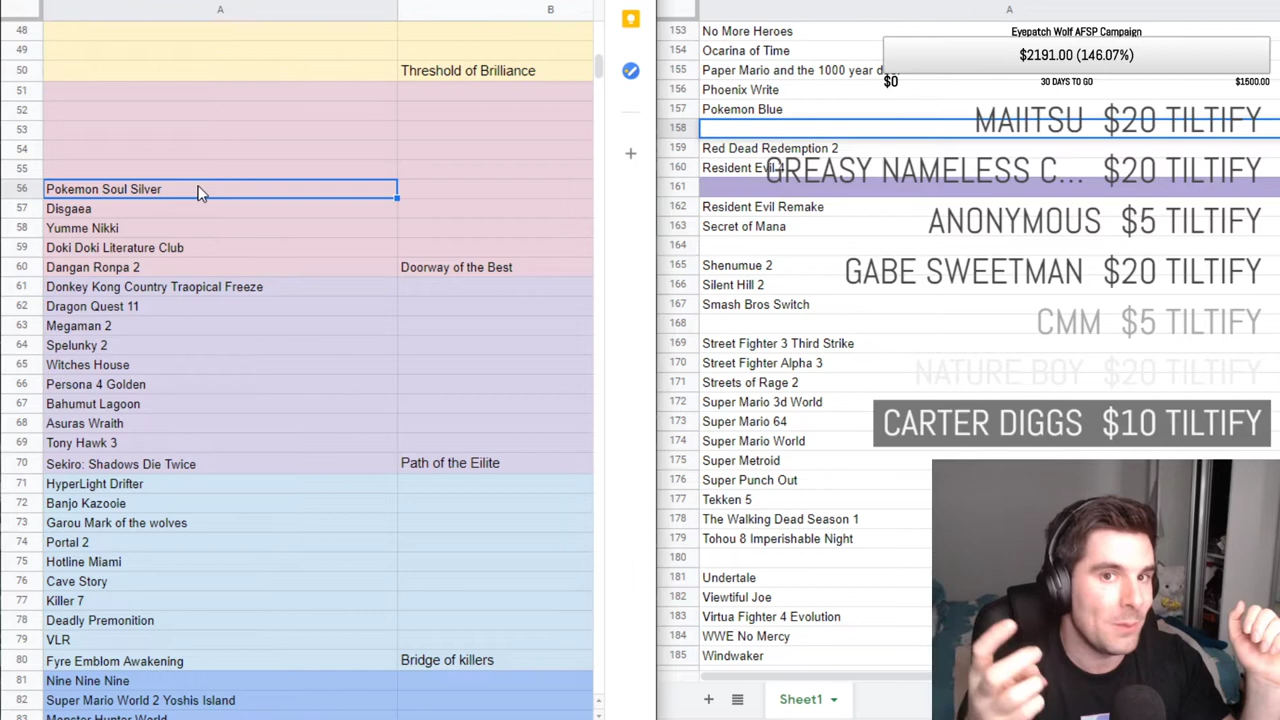 A
B
A
48
49
50 Threshold of Brilliance
51
52
53
54
55
56 Pokemon Soul Silver
57 Disgaea
58 Yumme Nikki
59 Doki Doki Literature Club
60 Dangan Ronpa 2 Doorway of the Best
61 Donkey Kong Country Traopical Freeze
62 Dragon Quest 11
63 Megaman 2
64 Spelunky 2
65 Witches House
66 Persona 4 Golden
67 Bahumut Lagoon
68 Asuras Wraith
69 Tony Hawk 3
70 Sekiro: Shadows Die Twice Path of the Eilite
71 HyperLight Drifter
72 Banjo Kazooie
73 Garou Mark of the wolves
74 Portal 2
75 Hotline Miami
76 Cave Story
77 Killer 7
78 Deadly Premonition
79 VLR
80 Fyre Emblom Awakening Bridge of killers
81 Nine Nine Nine
82 Super Mario World 2 Yoshis Island
83 Monster Hunter World
153 No More Heroes
154 Ocarina of Time
155 Paper Mario and the 1000 year d
156 Phoenix Write
157 Pokemon Blue
158
159 Red Dead Redemption 2
160 Resident Evil 4
161
162 Resident Evil Remake
163 Secret of Mana
164
165 Shenumue 2
166 Silent Hill 2
167 Smash Bros Switch
168
169 Street Fighter 3 Third Strike
170 Street Fighter Alpha 3
171 Streets of Rage 2
172 Super Mario 3d World
173 Super Mario 64
174 Super Mario World
175 Super Metroid
176 Super Punch Out
177 Tekken 5
178 The Walking Dead Season 1
179 Tohou 8 Imperishable Night
180
181 Undertale
182 Viewtiful Joe
183 Virtua Fighter 4 Evolution
184 WWE No Mercy
185 Windwaker
Sheet1
Eyepatch Wolf AFSP Campaign
$2191.00 (146.07%)
$0 30 DAYS TO GO $1500.00
MAIITSU $20 TILTIFY
GREASY NAMELESS C... $20 TILTIFY
ANONYMOUS $5 TILTIFY
GABE SWEETMAN $20 TILTIFY
CMM $5 TILTIFY
NATURE BOY $20 TILTIFY
CARTER DIGGS $10 TILTIFY